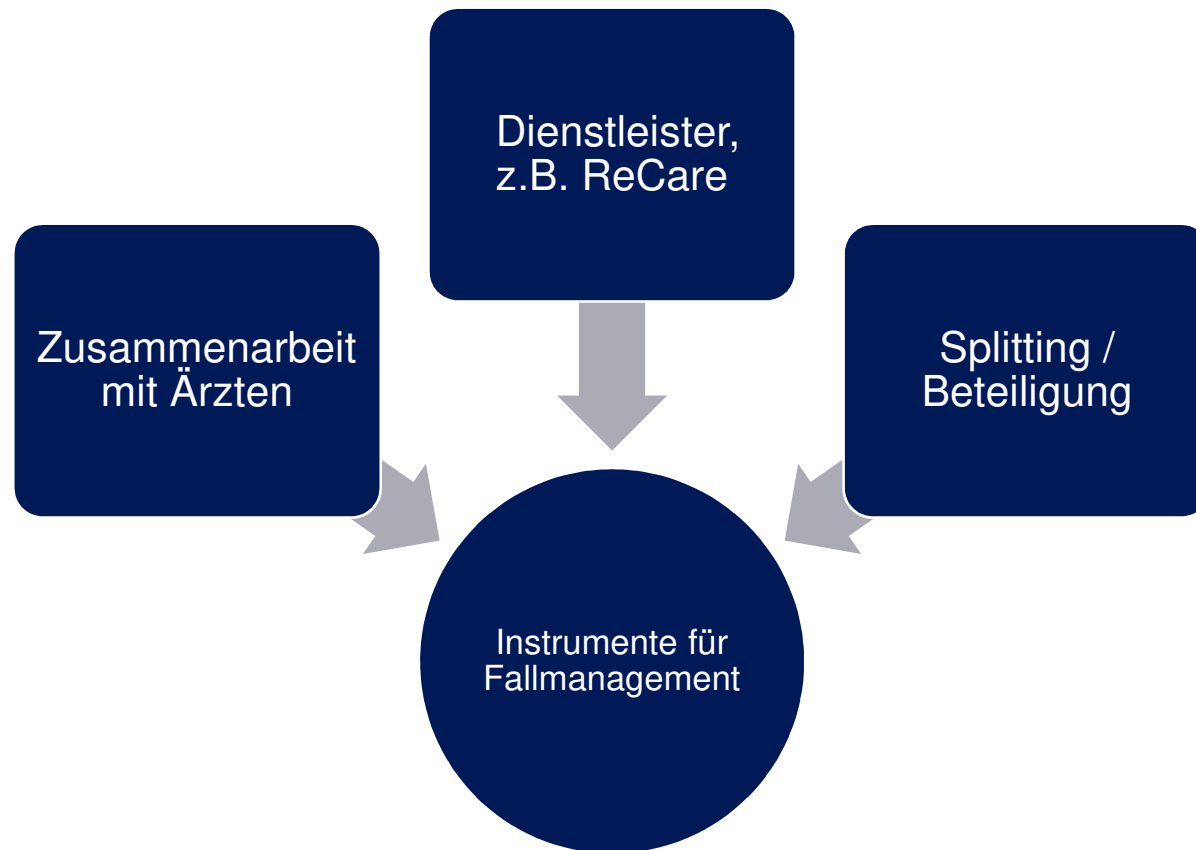 Dienstleister,
z.B. ReCare
Zusammenarbeit
mit Ärzten
Splitting /
Beteiligung
Instrumente für
Fallmanagement